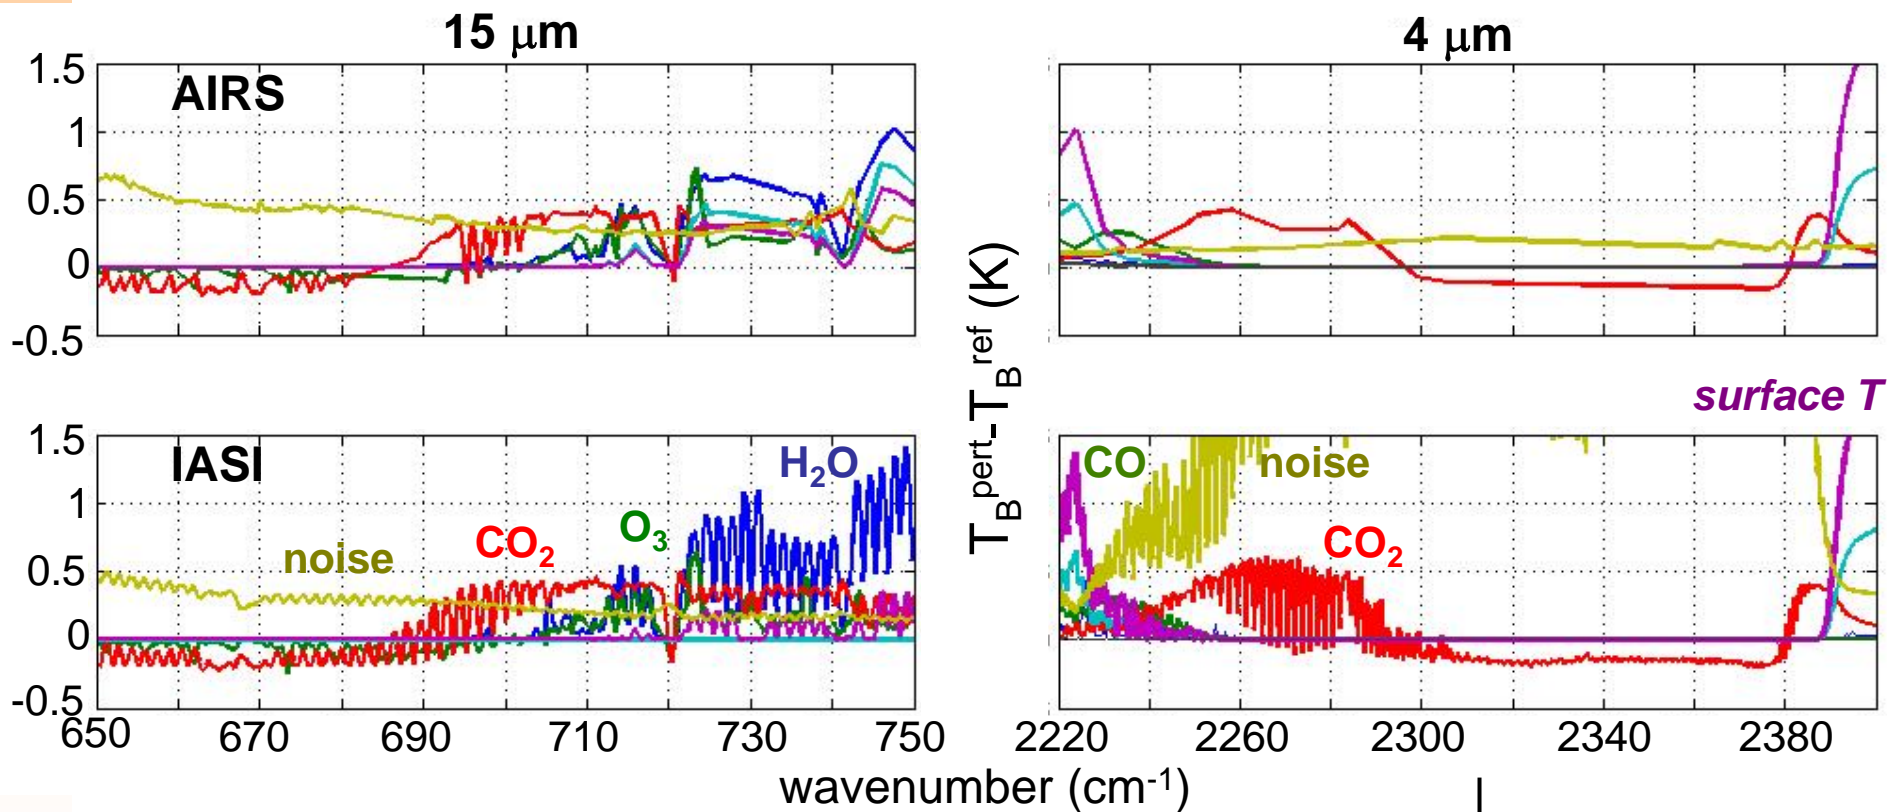 15 μm
4 μm
1.5
1
0.5
0
-0.5
AIRS
T_B^pert-T_B^ref (K)
surface T
1.5
1
0.5
0
-0.5
IASI
noise
CO₂
O₃
H₂O
CO
noise
CO₂
650 670 690 710 730 750
2220 2260 2300 2340 2380
wavenumber (cm⁻¹)